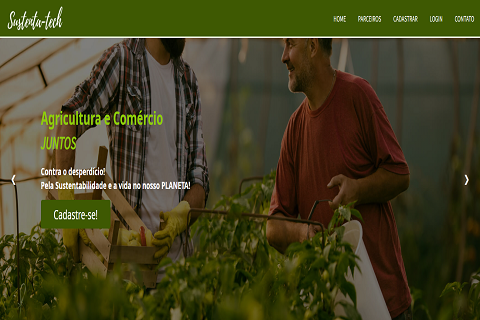 Sustenta-tech
HOME PARCEIROS CADASTRAR LOGIN CONTATO
Agricultura e Comércio
JUNTOS
Contra o desperdício!
Pela Sustentabilidade e a vida no nosso PLANETA!
Cadastre-se!